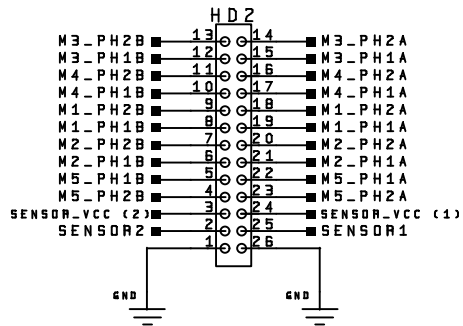 HD2
M3_PH2B 13 14 M3_PH2A
M3_PH1B 12 15 M3_PH1A
M4_PH2B 11 16 M4_PH2A
M4_PH1B 10 17 M4_PH1A
M1_PH2B 9 18 M1_PH2A
M1_PH1B 8 19 M1_PH1A
M2_PH2B 7 20 M2_PH2A
M2_PH1B 6 21 M2_PH1A
M5_PH1B 5 22 M5_PH1A
M5_PH2B 4 23 M5_PH2A
SENSOR_VCC (2) 3 24 SENSOR_VCC (1)
SENSOR2 2 25 SENSOR1
1 26
GND GND